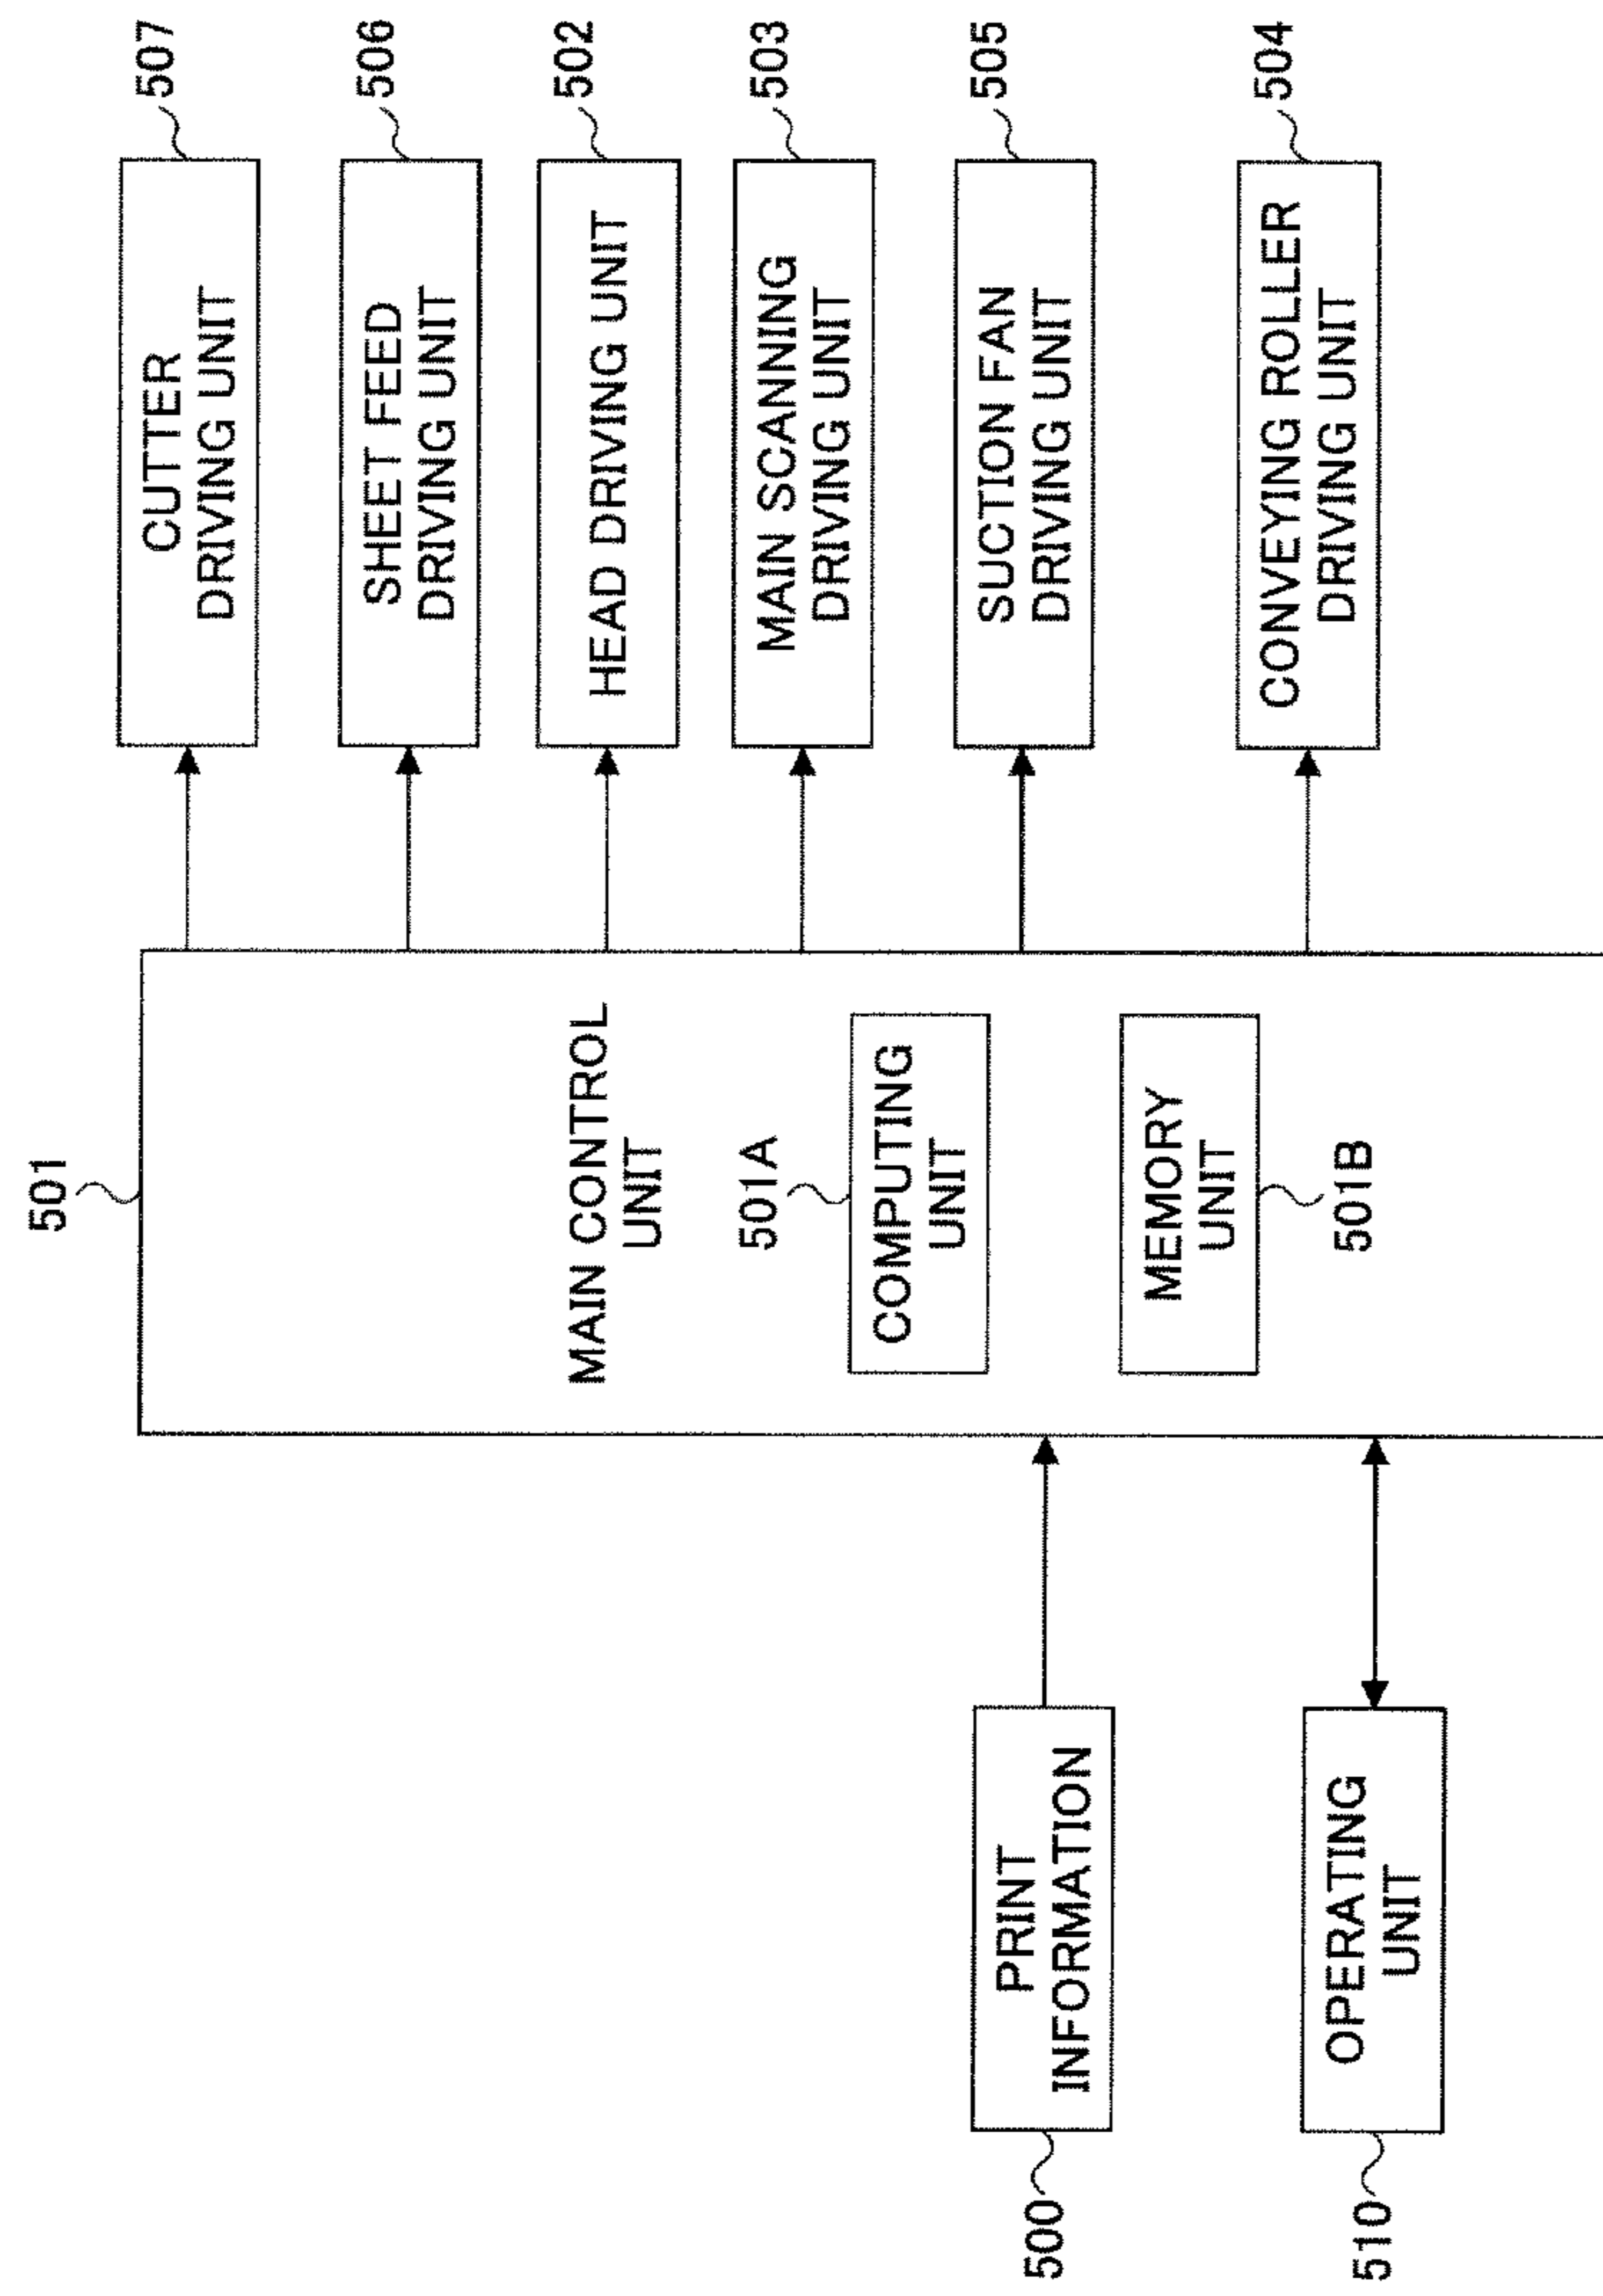 501
MAIN CONTROL
UNIT
501A
COMPUTING
UNIT
MEMORY
UNIT
501B
500
PRINT
INFORMATION
510
OPERATING
UNIT
CUTTER
DRIVING UNIT
507
SHEET FEED
DRIVING UNIT
506
HEAD DRIVING UNIT
502
MAIN SCANNING
DRIVING UNIT
503
SUCTION FAN
DRIVING UNIT
505
CONVEYING ROLLER
DRIVING UNIT
504